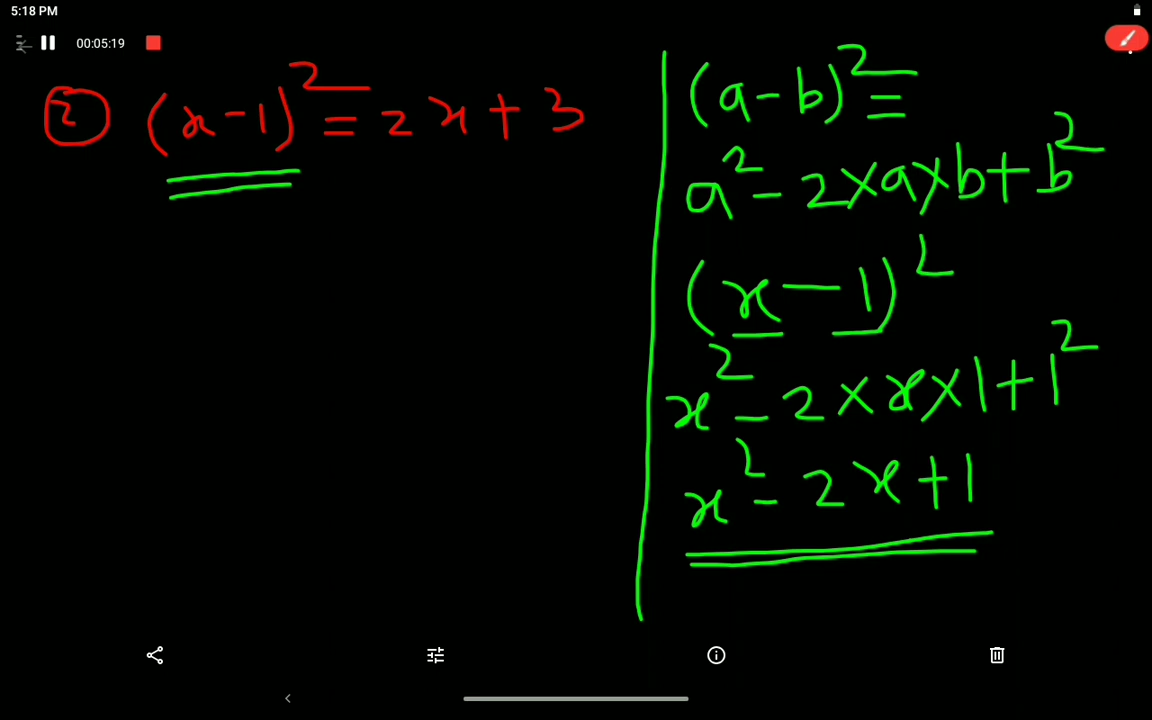 5:18 PM
00:05:19
② (x-1)² = 2x+3
(a-b)² =
a² - 2×a×b+b²
(x-1)²
x² - 2×x×1+1²
x² - 2x+1